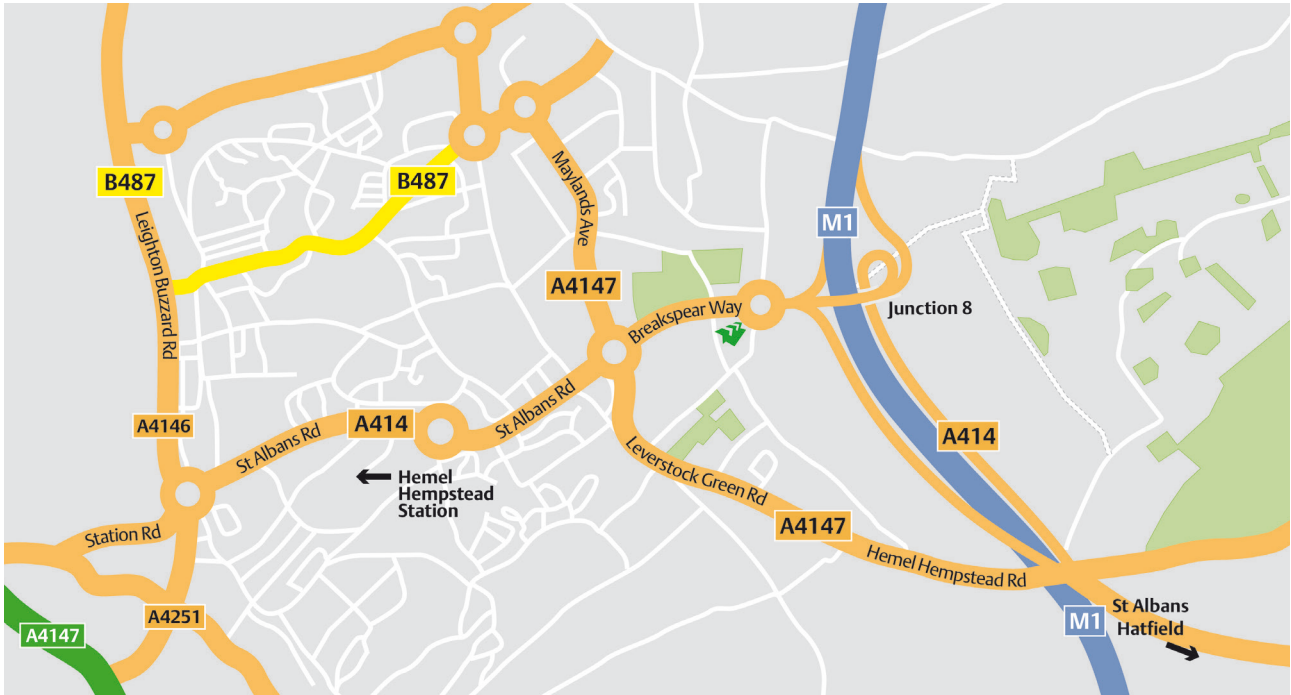 B487
B487
Maylands Ave
M1
Leighton Buzzard Rd
A4147
Breakspear Way
Junction 8
A4146
St Albans Rd
A414
St Albans Rd
A414
Hemel
Hempstead
Station
Leverstock Green Rd
Station Rd
A4147
Hemel Hempstead Rd
A4251
A4147
St Albans
Hatfield
M1